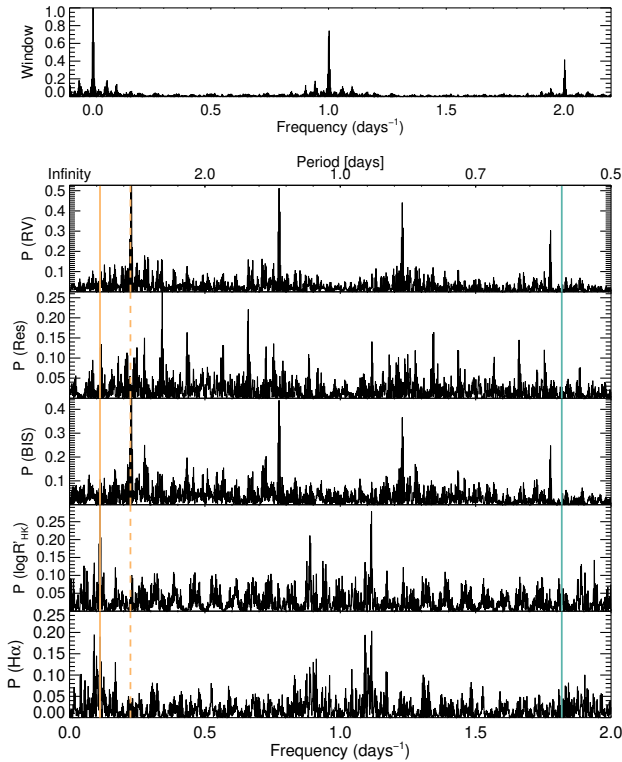 Window
1.0
0.8
0.6
0.4
0.2
0.0
0.0 0.5 1.0 1.5 2.0
Frequency (days⁻¹)
Period [days]
Infinity 2.0 1.0 0.7 0.5
P (RV)
0.5
0.4
0.3
0.2
0.1
P (Res)
0.25
0.20
0.15
0.10
0.05
P (BIS)
0.4
0.3
0.2
0.1
P (logR'HK)
0.25
0.20
0.15
0.10
0.05
P (Hα)
0.25
0.20
0.15
0.10
0.05
0.00
0.0 0.5 1.0 1.5 2.0
Frequency (days⁻¹)